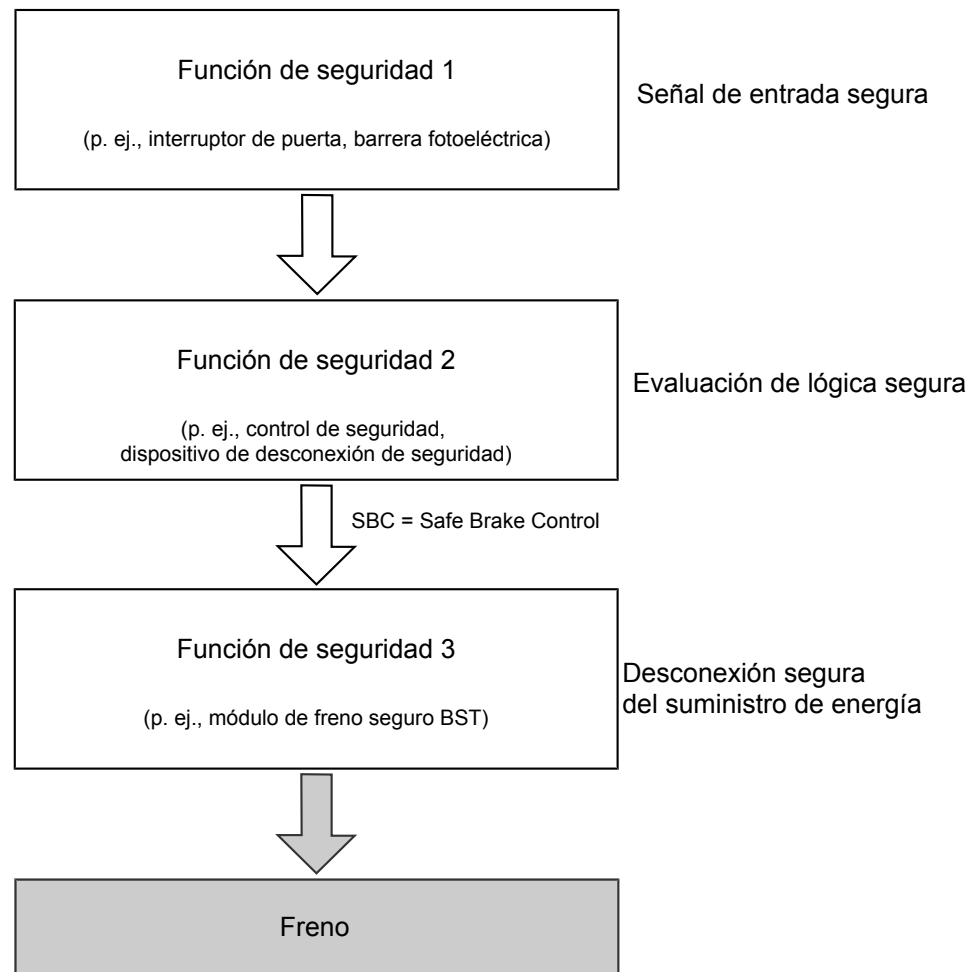 Función de seguridad 1
(p. ej., interruptor de puerta, barrera fotoeléctrica)
Señal de entrada segura
Función de seguridad 2
(p. ej., control de seguridad,
dispositivo de desconexión de seguridad)
Evaluación de lógica segura
SBC = Safe Brake Control
Función de seguridad 3
(p. ej., módulo de freno seguro BST)
Desconexión segura
del suministro de energía
Freno